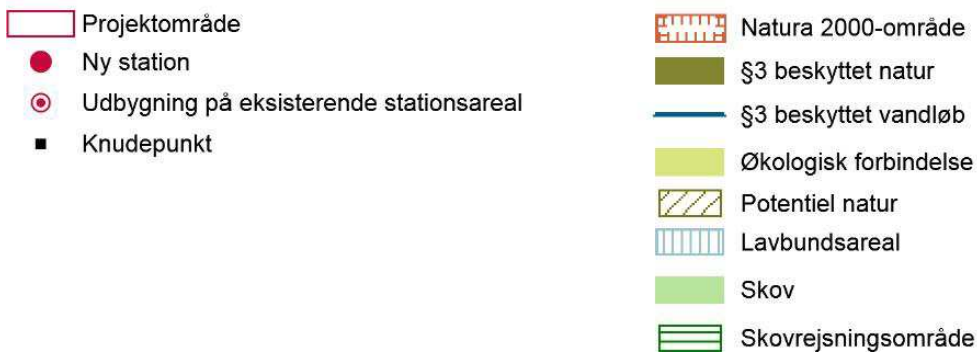 Projektområde
Ny station
Udbygning på eksisterende stationsareal
Knudepunkt
Natura 2000-område
§3 beskyttet natur
§3 beskyttet vandløb
Økologisk forbindelse
Potentiel natur
Lavbundsareal
Skov
Skovrejsningsområde